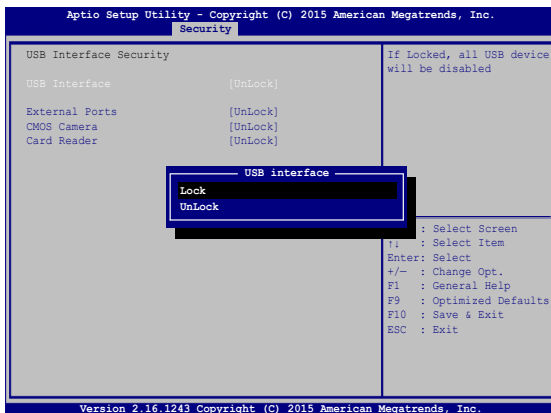 Aptio Setup Utility - Copyright (C) 2015 American Megatrends, Inc.
Security
USB Interface Security
USB Interface [UnLock]
External Ports [UnLock]
CMOS Camera [UnLock]
Card Reader [UnLock]
USB interface
Lock
UnLock
If Locked, all USB device
will be disabled
: Select Screen
↑↓ : Select Item
Enter: Select
+/— : Change Opt.
F1 : General Help
F9 : Optimized Defaults
F10 : Save & Exit
ESC : Exit
Version 2.16.1243 Copyright (C) 2015 American Megatrends, Inc.